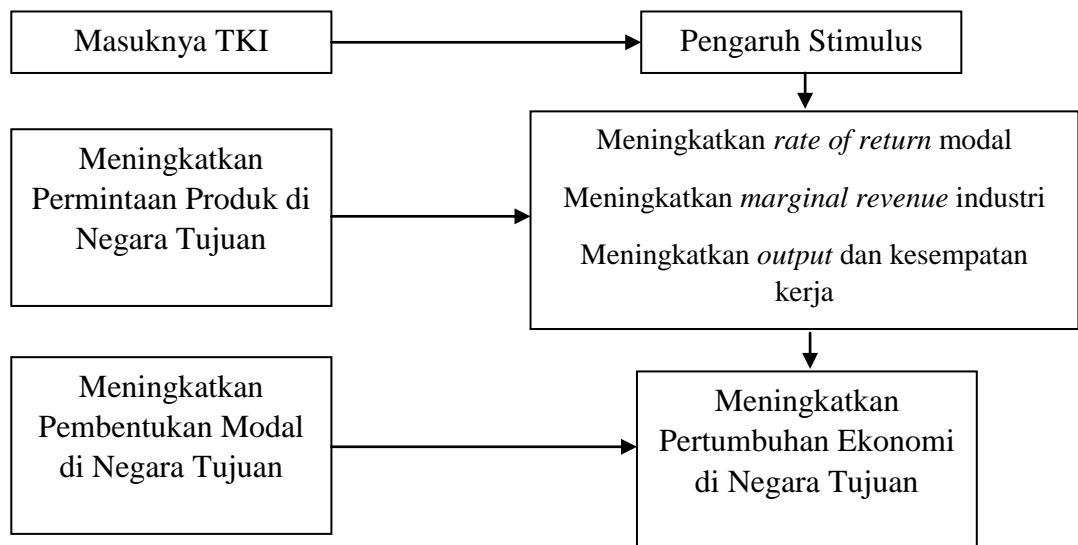 Masuknya TKI
Pengaruh Stimulus
Meningkatkan
Permintaan Produk di
Negara Tujuan
Meningkatkan rate of return modal
Meningkatkan marginal revenue industri
Meningkatkan output dan kesempatan
kerja
Meningkatkan
Pembentukan Modal
di Negara Tujuan
Meningkatkan
Pertumbuhan Ekonomi
di Negara Tujuan